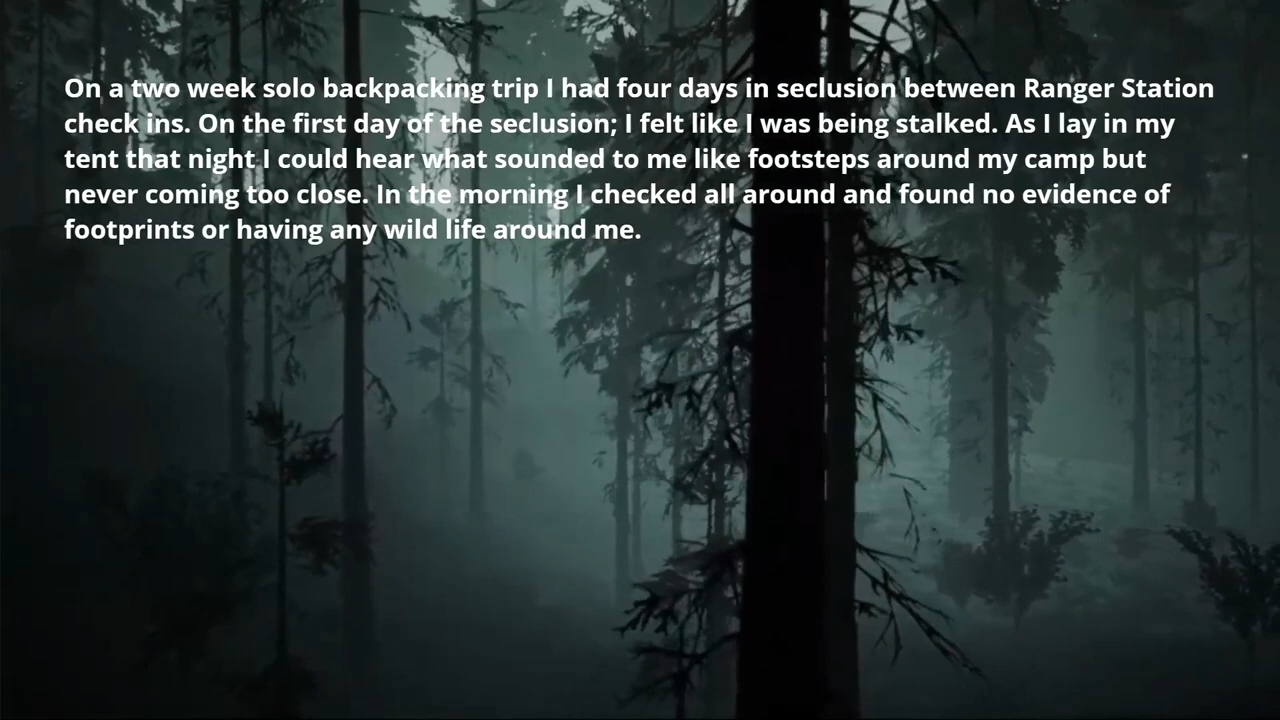 On a two week solo backpacking trip I had four days in seclusion between Ranger Station
check ins. On the first day of the seclusion; I felt like I was being stalked. As I lay in my
tent that night I could hear what sounded to me like footsteps around my camp but
never coming too close. In the morning I checked all around and found no evidence of
footprints or having any wild life around me.